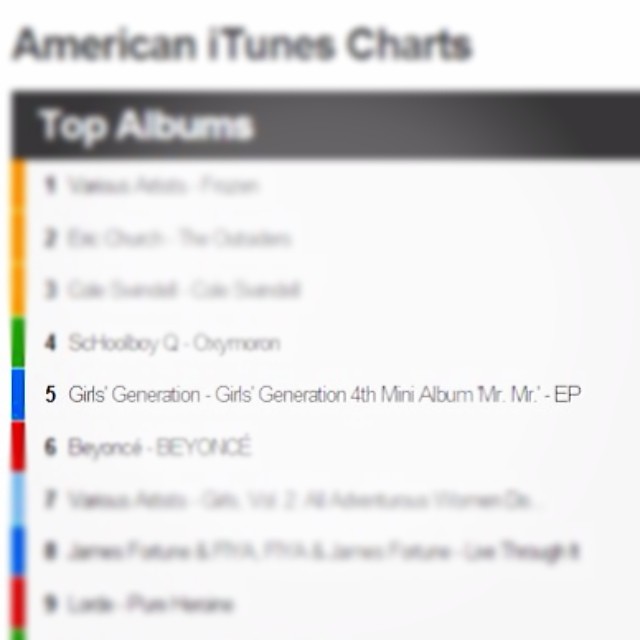 American iTunes Charts
Top Albums
1 Various Artists - Frozen
2 Eric Church - The Outsiders
3 Cole Swindell - Cole Swindell
4 ScHoolboy Q - Oxymoron
5 Girls' Generation - Girls' Generation 4th Mini Album 'Mr. Mr.' - EP
6 Beyoncé - BEYONCÉ
7 Various Artists - Girls, Vol. 2: All Adventurous Women Do...
8 James Fortune & FIYA, FIYA & James Fortune - Live Through It
9 Lorde - Pure Heroine